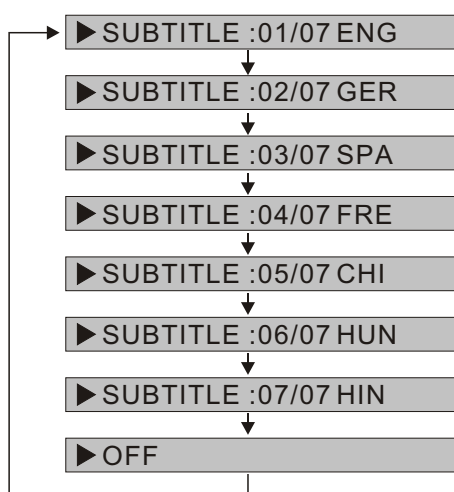 ▶SUBTITLE :01/07 ENG
▶SUBTITLE :02/07 GER
▶SUBTITLE :03/07 SPA
▶SUBTITLE :04/07 FRE
▶SUBTITLE :05/07 CHI
▶SUBTITLE :06/07 HUN
▶SUBTITLE :07/07 HIN
▶OFF